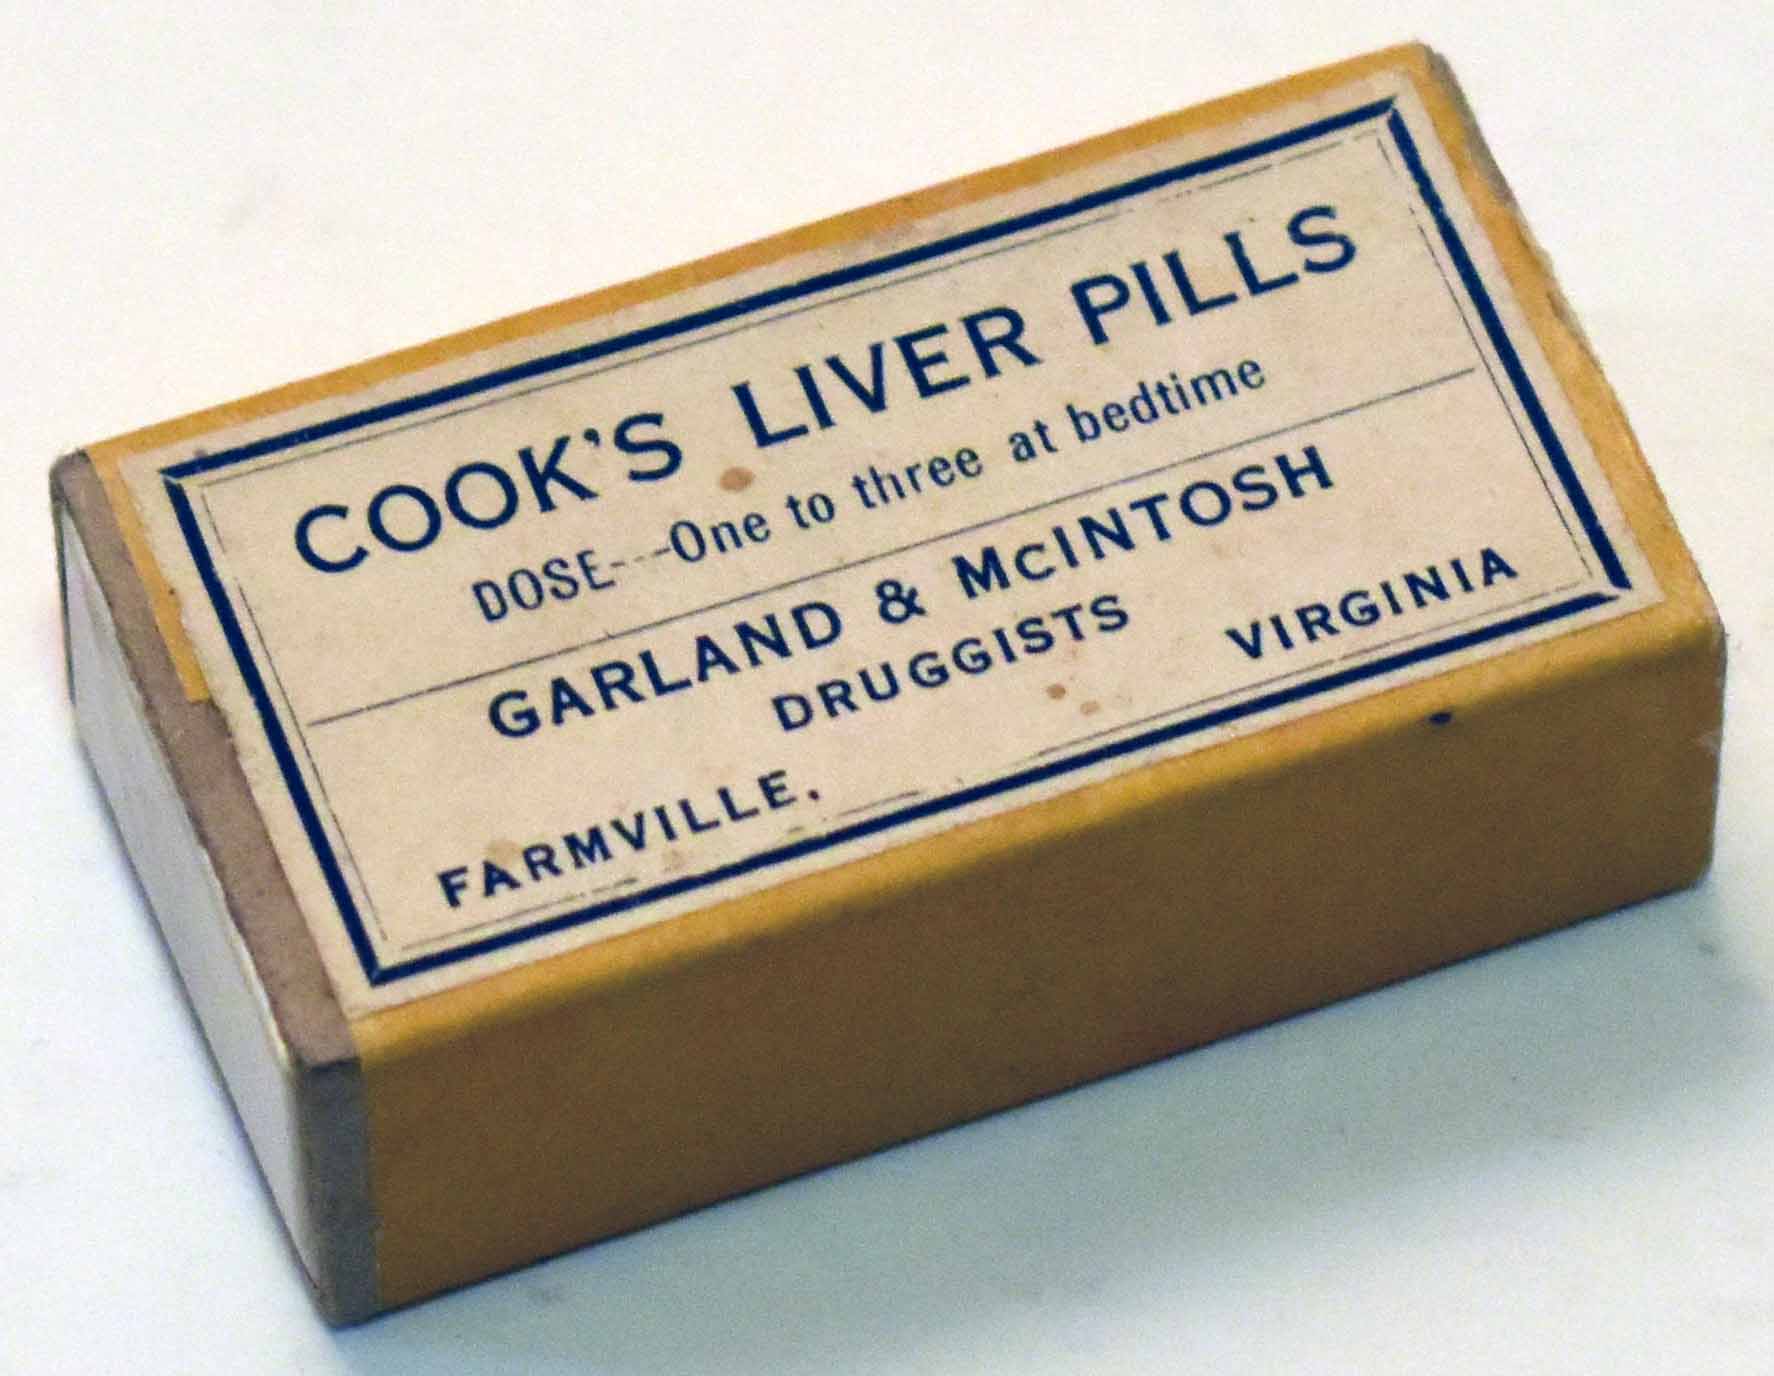 COOK'S LIVER PILLS
DOSE---One to three at bedtime
GARLAND & McINTOSH
DRUGGISTS
FARMVILLE. VIRGINIA